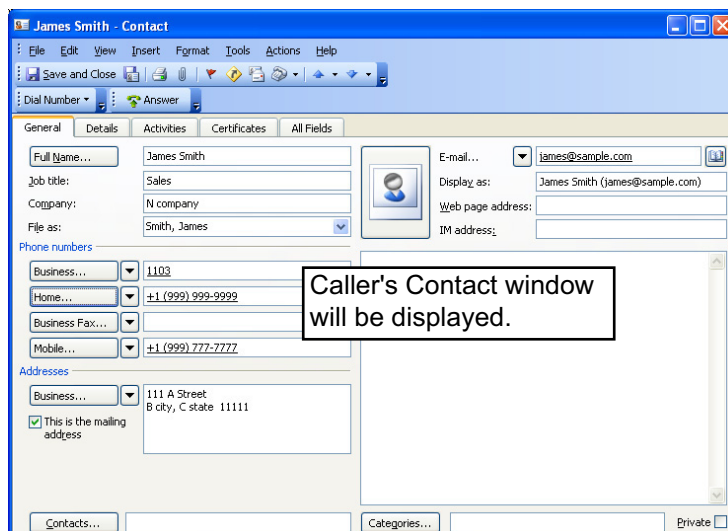 James Smith - Contact
File Edit View Insert Format Tools Actions Help
Save and Close
Dial Number Answer
General Details Activities Certificates All Fields
Full Name... James Smith E-mail... james@sample.com
Job title: Sales Display as: James Smith (james@sample.com)
Company: N company Web page address:
File as: Smith, James IM address:
Phone numbers
Business... 1103
Home... +1 (999) 999-9999
Business Fax...
Mobile... +1 (999) 777-7777
Caller's Contact window
will be displayed.
Addresses
Business... 111 A Street
B city, C state 11111
This is the mailing
address
Contacts... Categories... Private